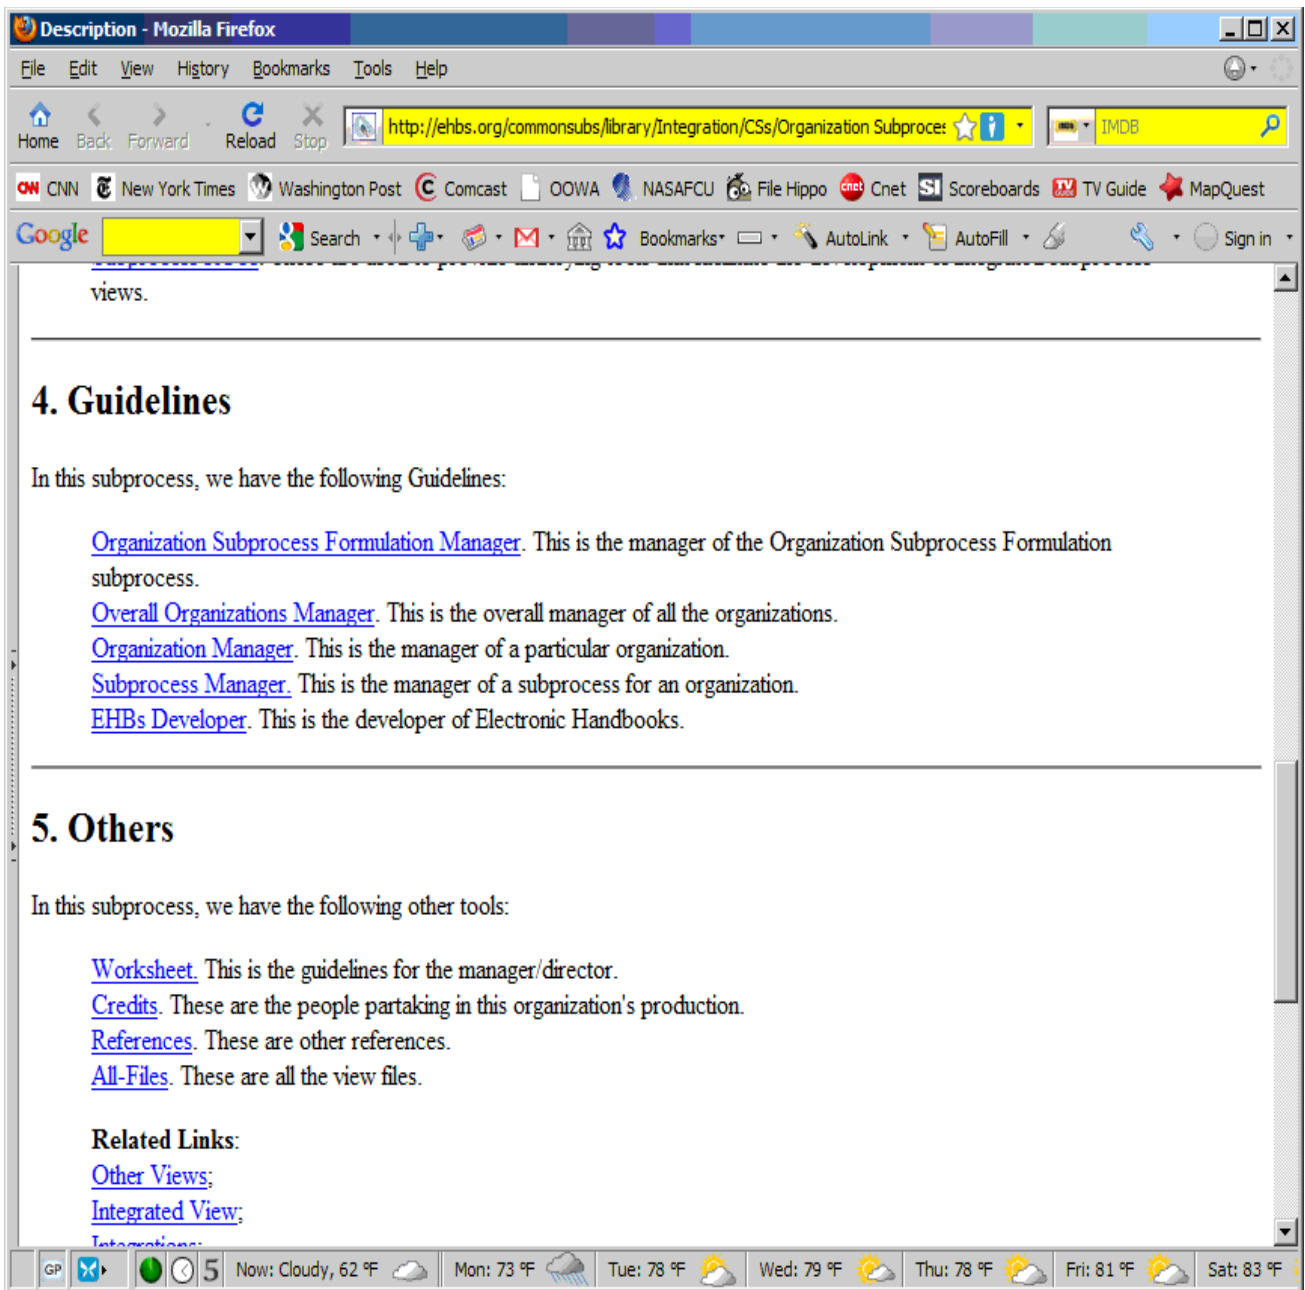 Description - Mozilla Firefox
File Edit View History Bookmarks Tools Help
Home Back Forward Reload Stop http://ehbs.org/commonsubs/library/Integration/CSs/Organization Subproces IMDB
CNN New York Times Washington Post Comcast OOWA NASAFCU File Hippo cnet Cnet SI Scoreboards TV Guide MapQuest
Google Search Bookmarks AutoLink AutoFill Sign in
views.
4. Guidelines
In this subprocess, we have the following Guidelines:
Organization Subprocess Formulation Manager. This is the manager of the Organization Subprocess Formulation
subprocess.
Overall Organizations Manager. This is the overall manager of all the organizations.
Organization Manager. This is the manager of a particular organization.
Subprocess Manager. This is the manager of a subprocess for an organization.
EHBs Developer. This is the developer of Electronic Handbooks.
5. Others
In this subprocess, we have the following other tools:
Worksheet. This is the guidelines for the manager/director.
Credits. These are the people partaking in this organization's production.
References. These are other references.
All-Files. These are all the view files.
Related Links:
Other Views;
Integrated View;
Integrations;
GP 5 Now: Cloudy, 62 °F Mon: 73 °F Tue: 78 °F Wed: 79 °F Thu: 78 °F Fri: 81 °F Sat: 83 °F